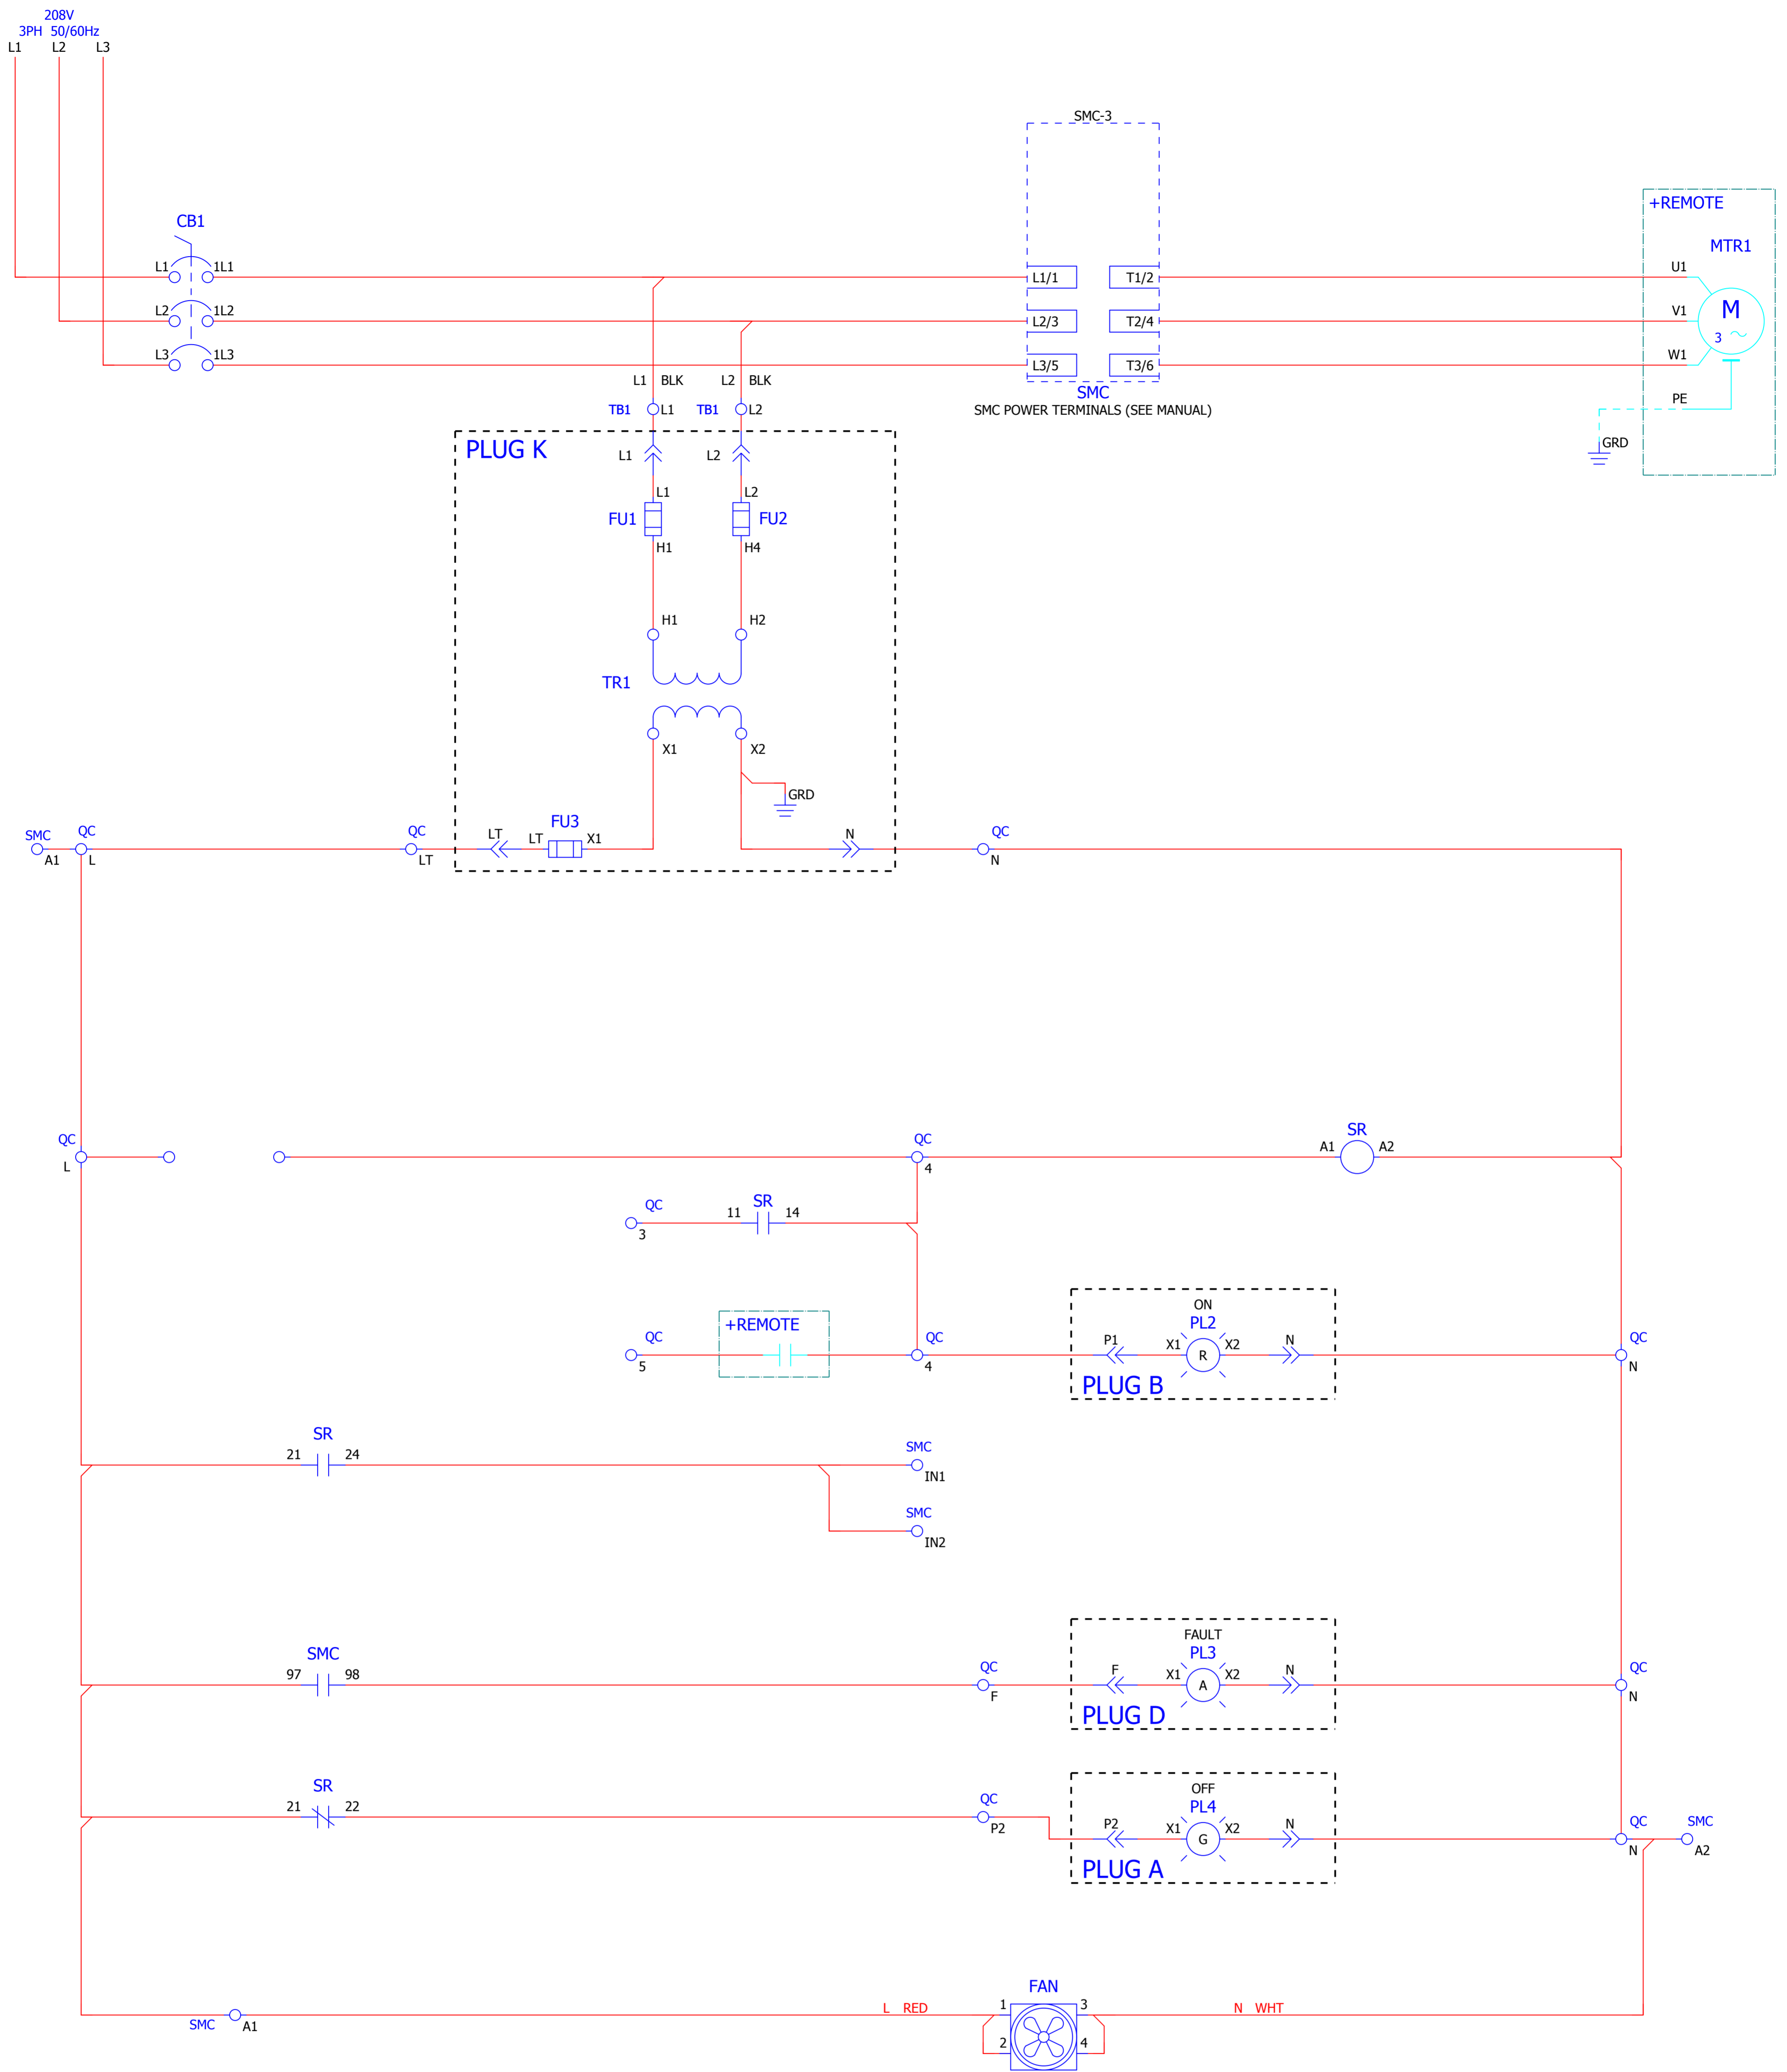 208V
3PH 50/60Hz
L1 L2 L3
SMC-3
+REMOTE
CB1
MTR1
L1 1L1 L1/1 T1/2 U1
M
3
L2 1L2 L2/3 T2/4 V1
L3 1L3 L3/5 T3/6 W1
L1 BLK L2 BLK
SMC
PE
TB1 L1 TB1 L2
SMC POWER TERMINALS (SEE MANUAL)
PLUG K
GRD
L1 L2
L1 L2
FU1 FU2
H1 H4
H1 H2
TR1
X1 X2
GRD
FU3
SMC QC QC LT LT X1 N QC
A1 L LT N
SR
QC QC A1 A2
L 4
SR
QC 11 14
3
ON
+REMOTE PL2
QC QC P1 X1 X2 N QC
R
5 4 N
PLUG B
SR
21 24 SMC
IN1
SMC
IN2
FAULT
SMC PL3
97 98 QC F X1 X2 N QC
A
F N
PLUG D
SR OFF
21 22 QC PL4
P2 P2 X1 X2 N QC SMC
G
N A2
PLUG A
FAN
L RED 1 3 N WHT
SMC A1
2 4